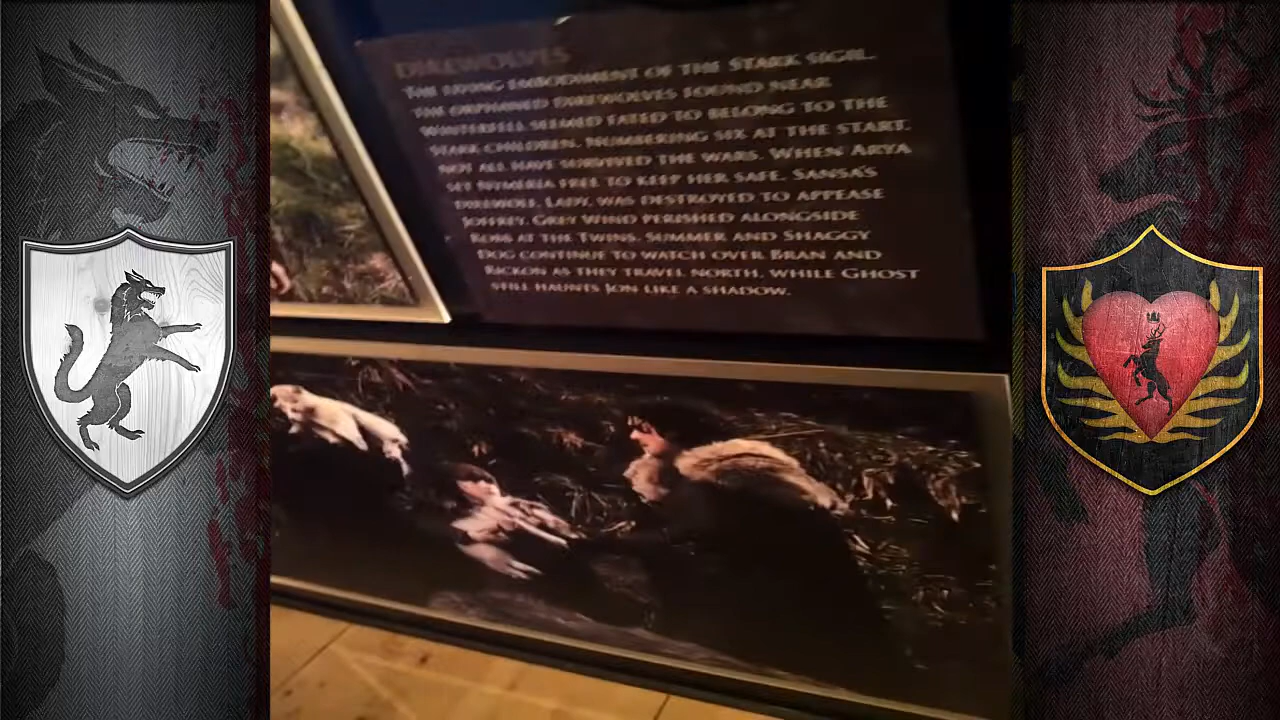 DIREWOLVES
THE LIVING EMBODIMENT OF THE STARK SIGIL,
THE ORPHANED DIREWOLVES FOUND NEAR
WINTERFELL SEEMED FATED TO BELONG TO THE
STARK CHILDREN. NUMBERING SIX AT THE START,
NOT ALL HAVE SURVIVED THE WARS. WHEN ARYA
SET NYMERIA FREE TO KEEP HER SAFE, SANSA'S
DIREWOLF, LADY, WAS DESTROYED TO APPEASE
JOFFREY. GREY WIND PERISHED ALONGSIDE
ROBB AT THE TWINS. SUMMER AND SHAGGY
DOG CONTINUE TO WATCH OVER BRAN AND
RICKON AS THEY TRAVEL NORTH, WHILE GHOST
STILL HAUNTS JON LIKE A SHADOW.